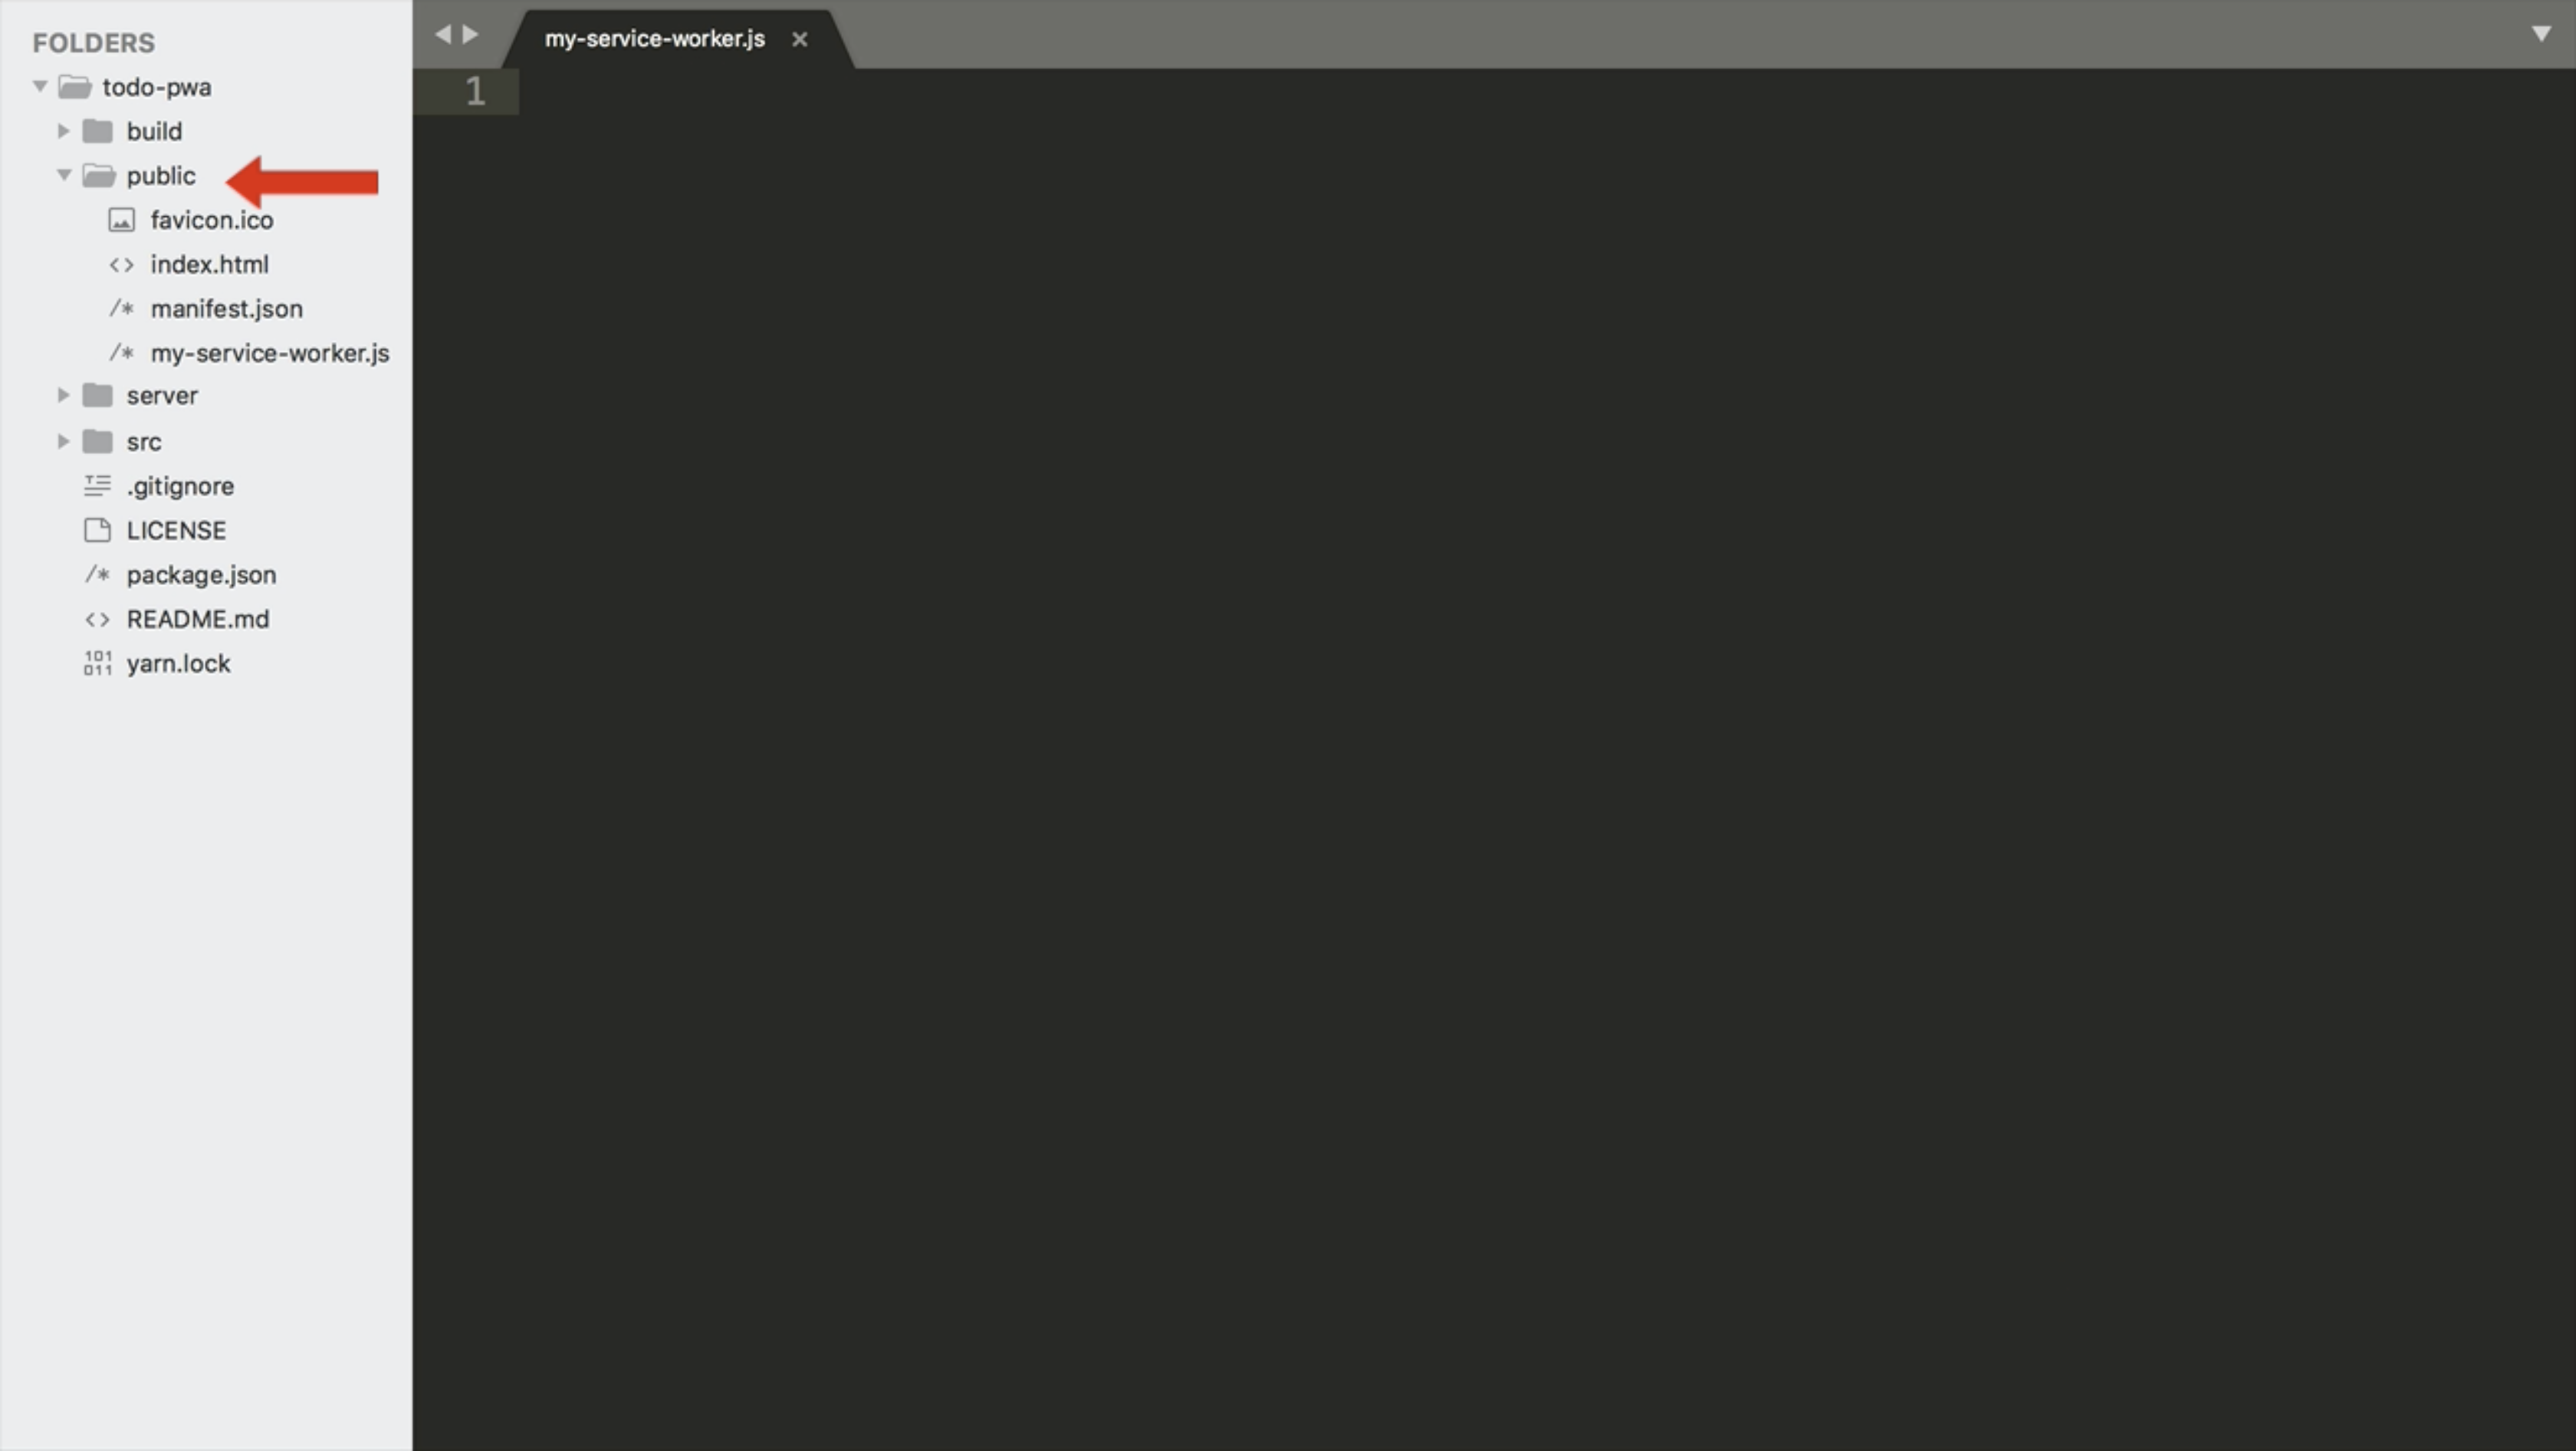 FOLDERS
todo-pwa
build
public
favicon.ico
<> index.html
/* manifest.json
/* my-service-worker.js
server
src
.gitignore
LICENSE
/* package.json
<> README.md
yarn.lock
my-service-worker.js ×
1